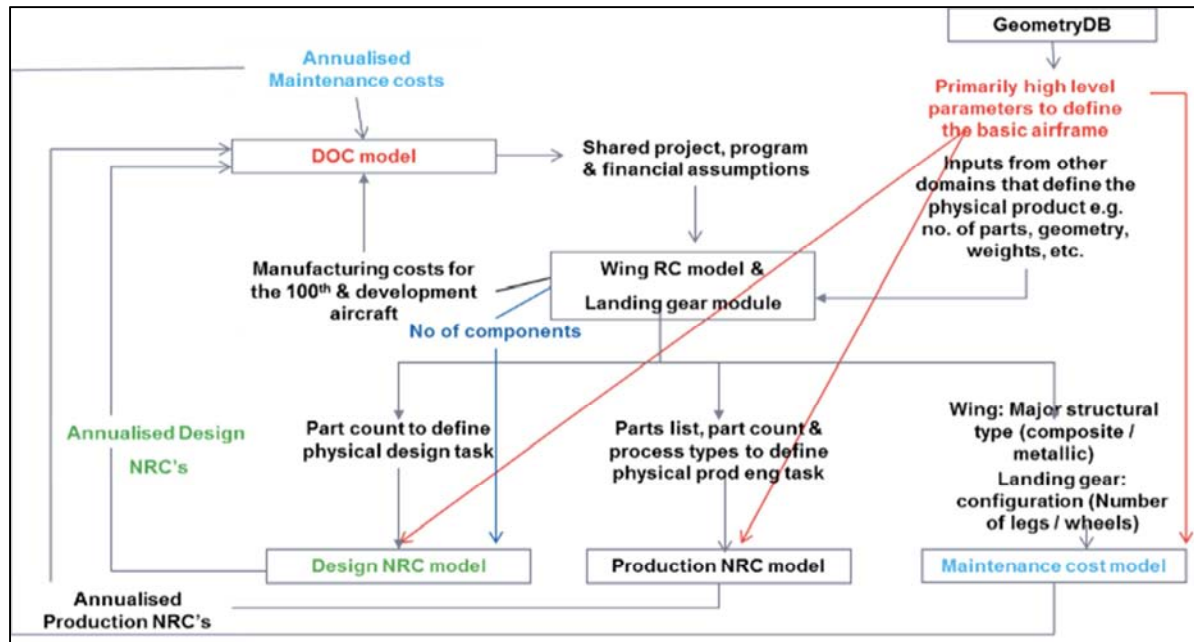 GeometryDB
Annualised
Maintenance costs
Primarily high level
parameters to define
the basic airframe
DOC model
Shared project, program
& financial assumptions
Inputs from other
domains that define the
physical product e.g.
no. of parts, geometry,
weights, etc.
Manufacturing costs for
the 100th & development
aircraft
Wing RC model &
Landing gear module
No of components
Annualised Design
NRC's
Part count to define
physical design task
Parts list, part count &
process types to define
physical prod eng task
Wing: Major structural
type (composite /
metallic)
Landing gear:
configuration (Number
of legs / wheels)
Design NRC model
Production NRC model
Maintenance cost model
Annualised
Production NRC's